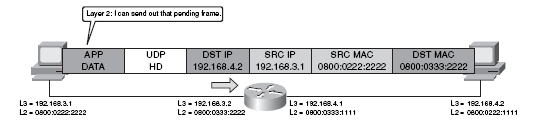 Layer 2: I can send out that pending frame.
APP DATA
UDP HD
DST IP 192.168.4.2
SRC IP 192.168.3.1
SRC MAC 0800:0222:2222
DST MAC 0800:0333:2222
L3 = 192.168.3.1
L2 = 0800:0222:2222
L3 = 192.168.3.2
L2 = 0800:0333:2222
L3 = 192.168.4.1
L2 = 0800:0333:1111
L3 = 192.168.4.2
L2 = 0800:0222:1111